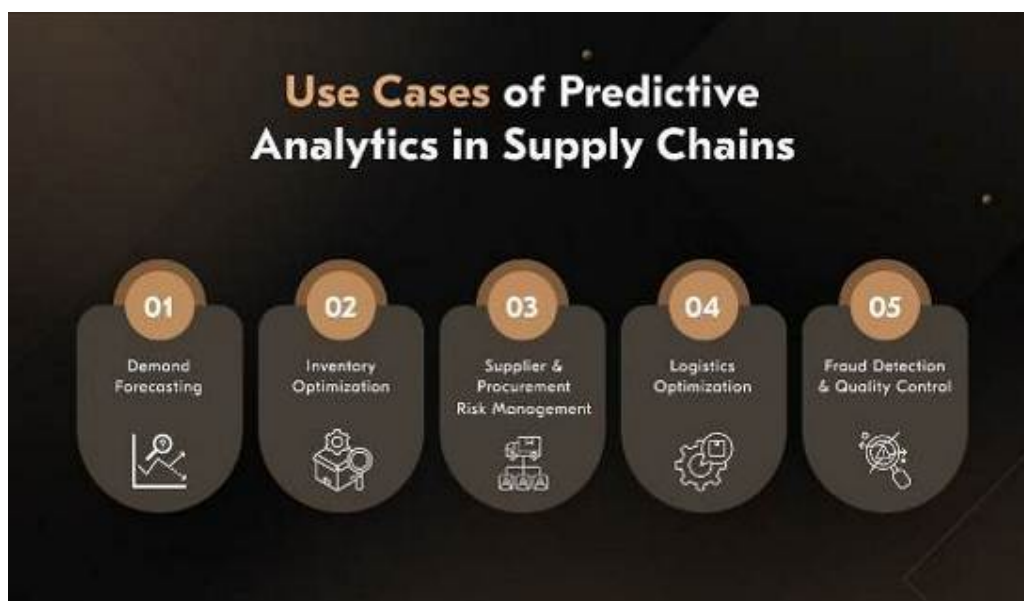 Use Cases of Predictive
Analytics in Supply Chains
01
Demand
Forecasting
02
Inventory
Optimization
03
Supplier &
Procurement
Risk Management
04
Logistics
Optimization
05
Fraud Detection
& Quality Control